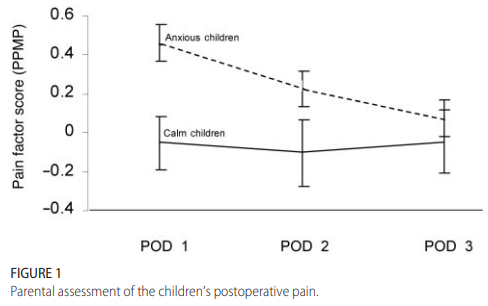 Pain factor score (PPMP)
0.6
0.4
0.2
0
−0.2
−0.4
Anxious children
Calm children
POD 1 POD 2 POD 3
FIGURE 1
Parental assessment of the children's postoperative pain.